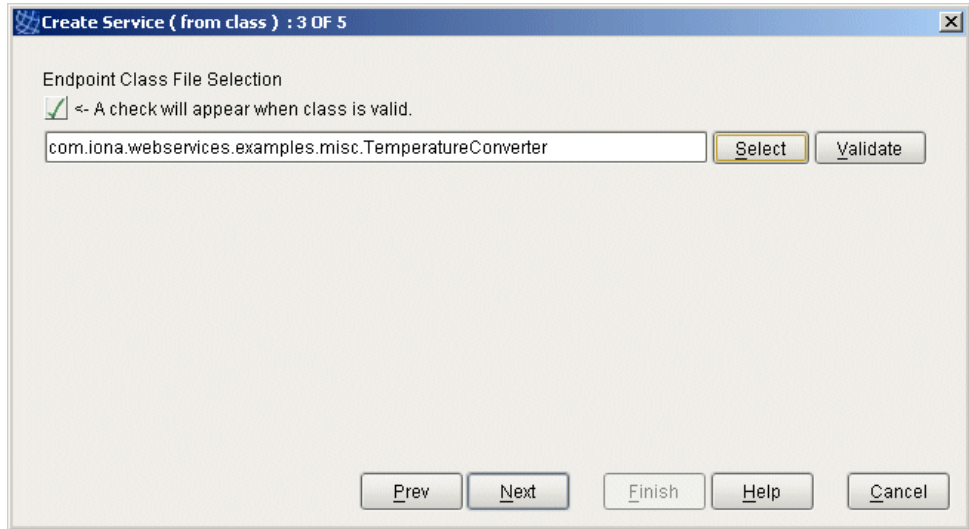 Create Service ( from class ) : 3 OF 5
Endpoint Class File Selection
<- A check will appear when class is valid.
com.iona.webservices.examples.misc.TemperatureConverter Select Validate
Prev Next Finish Help Cancel